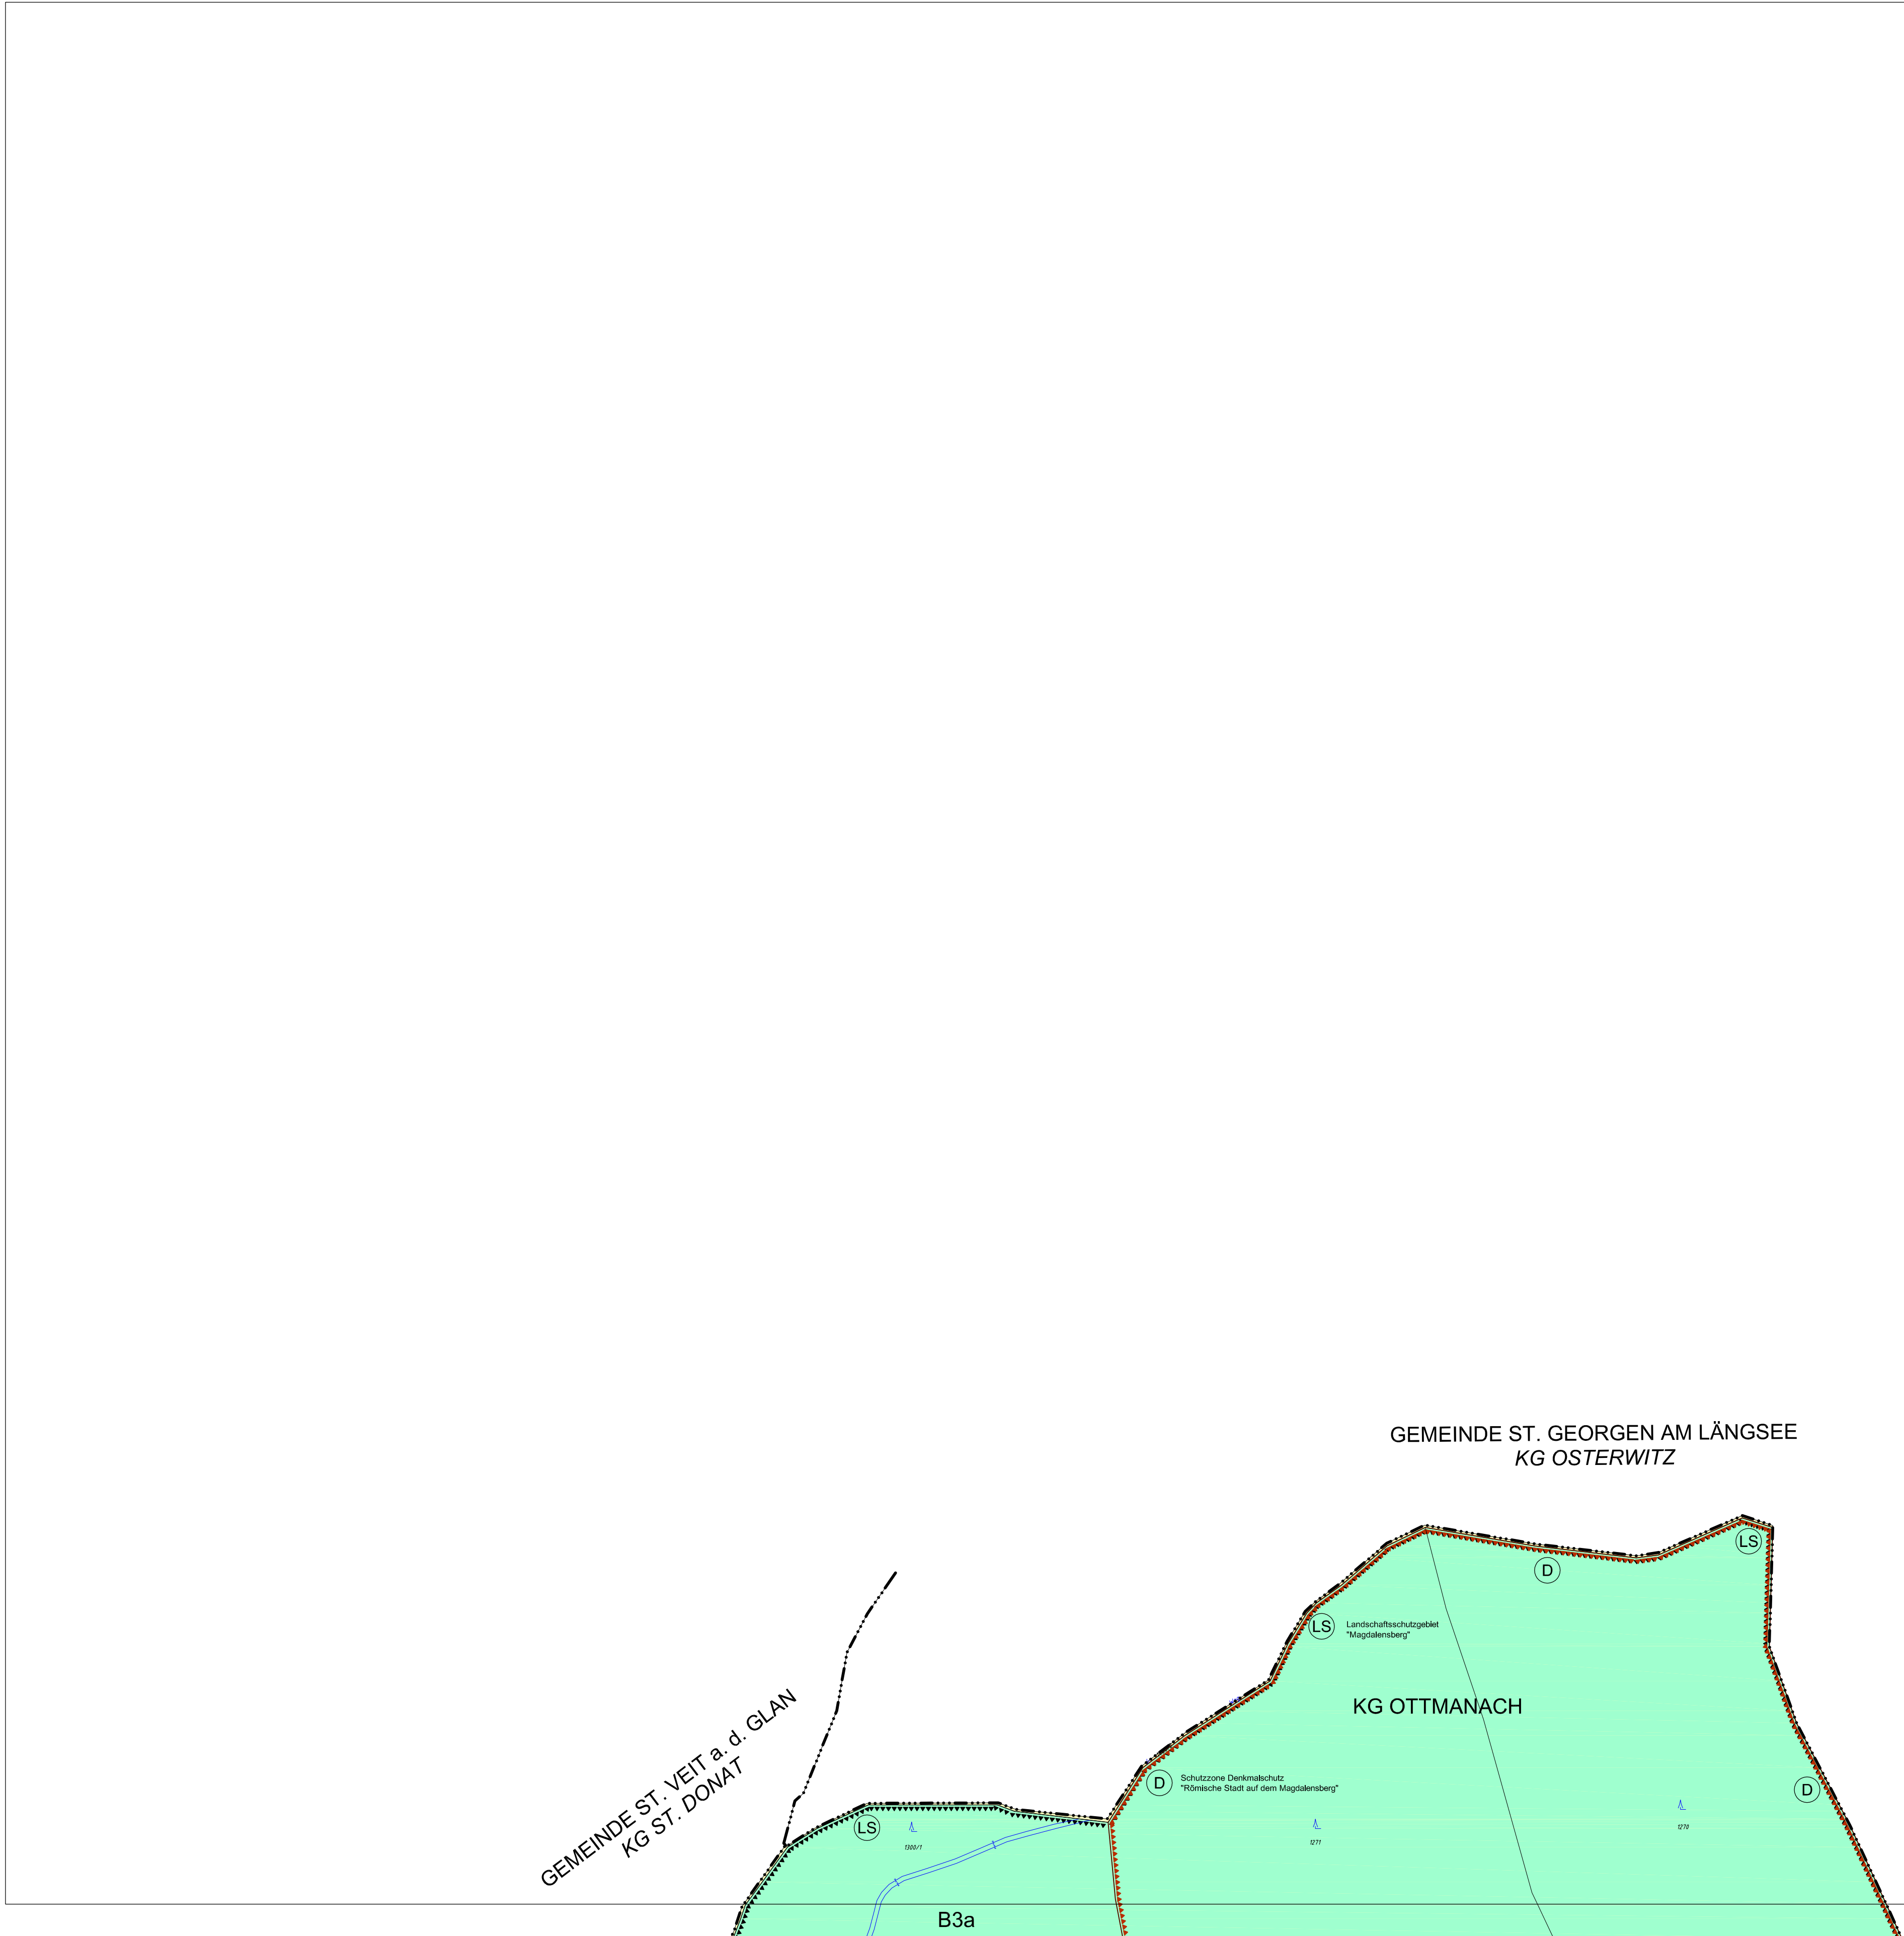 GEMEINDE ST. GEORGEN AM LÄNGSEE
KG OSTERWITZ
LS
D
LS
Landschaftsschutzgebiet
"Magdalensberg"
GEMEINDE ST. VEIT a. d. GLAN
KG ST. DONAT
KG OTTMANACH
D
Schutzzone Denkmalschutz
"Römische Stadt auf dem Magdalensberg"
D
LS
1300/1
1271
1270
B3a